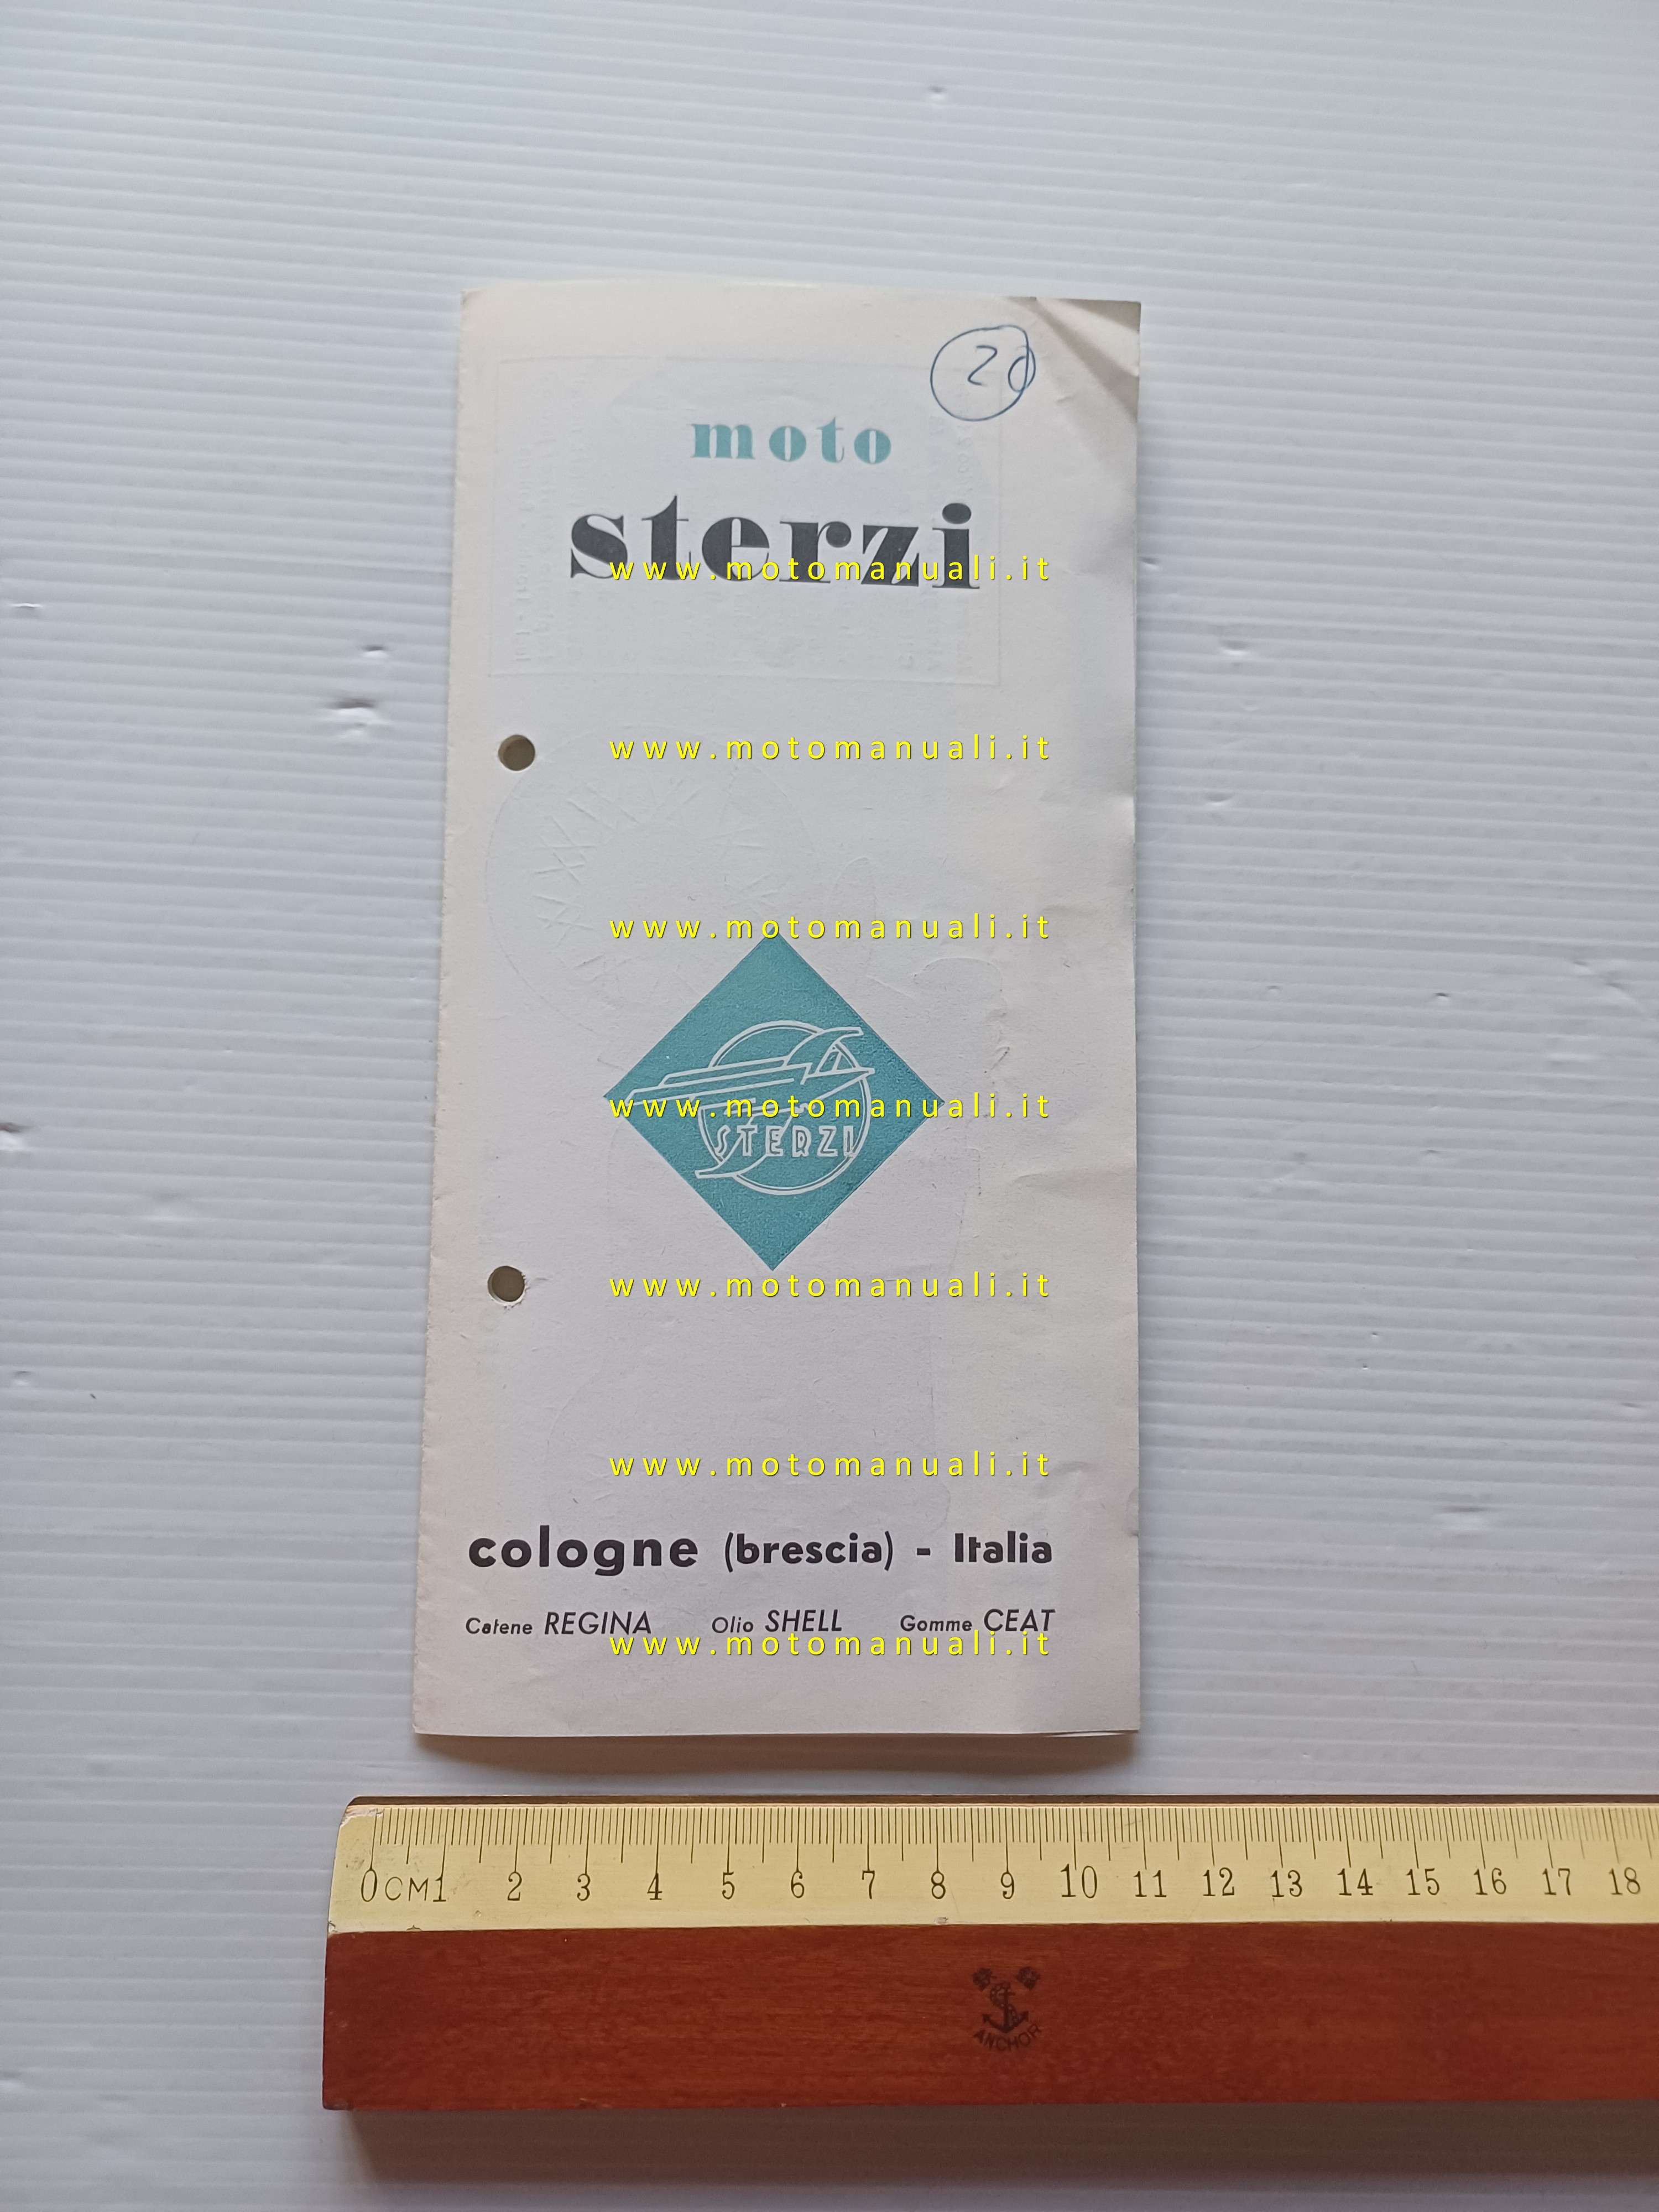 20
moto
sterzi
www.motomanuali.it
www.motomanuali.it
www.motomanuali.it
www.motomanuali.it
STERZI
www.motomanuali.it
www.motomanuali.it
cologne (brescia) - Italia
Catene REGINA Olio SHELL Gomme CEAT
www.motomanuali.it
0CM1 2 3 4 5 6 7 8 9 10 11 12 13 14 15 16 17 18
ANCHOR